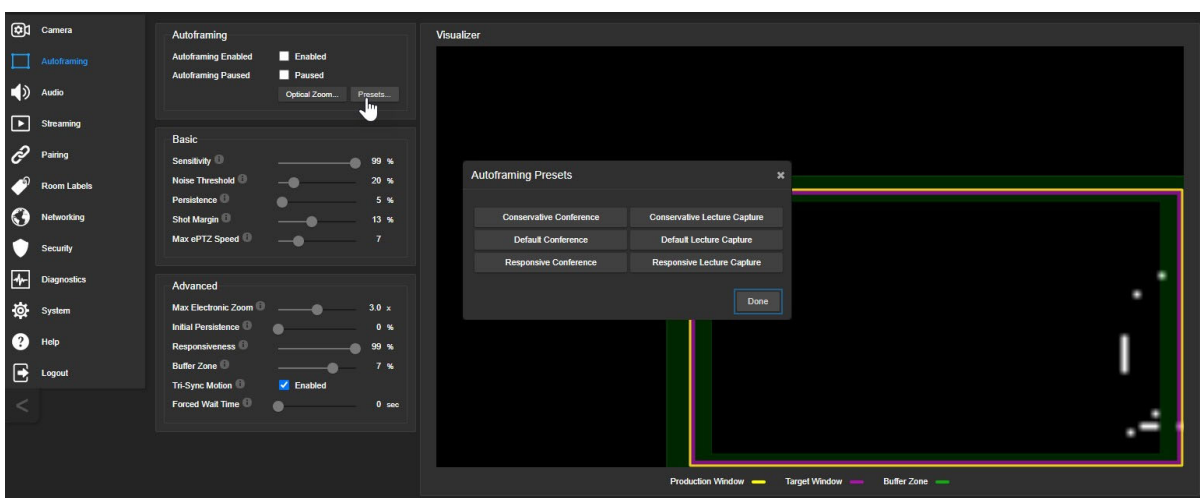 Camera
Autoframing
Audio
Streaming
Pairing
Room Labels
Networking
Security
Diagnostics
System
Help
Logout
Autoframing
Autoframing Enabled Enabled
Autoframing Paused Paused
Optical Zoom... Presets...
Basic
Sensitivity 99 %
Noise Threshold 20 %
Persistence 5 %
Shot Margin 13 %
Max ePTZ Speed 7
Advanced
Max Electronic Zoom 3.0 x
Initial Persistence 0 %
Responsiveness 99 %
Buffer Zone 7 %
Tri-Sync Motion Enabled
Forced Wait Time 0 sec
Visualizer
Autoframing Presets
Conservative Conference Conservative Lecture Capture
Default Conference Default Lecture Capture
Responsive Conference Responsive Lecture Capture
Done
Production Window Target Window Buffer Zone